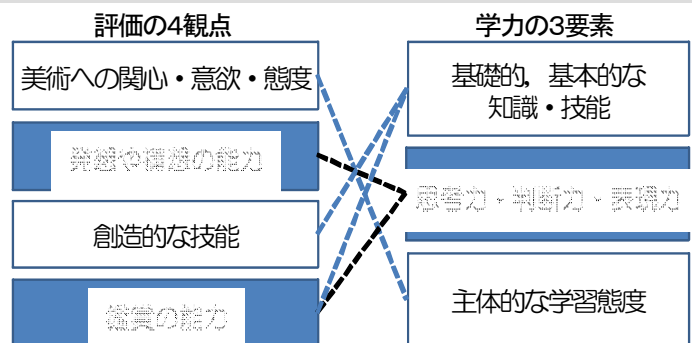 評価の4観点
美術への関心・意欲・態度
発想や構想の能力
創造的な技能
鑑賞の能力
学力の3要素
基礎的，基本的な
知識・技能
思考力・判断力・表現力
主体的な学習態度